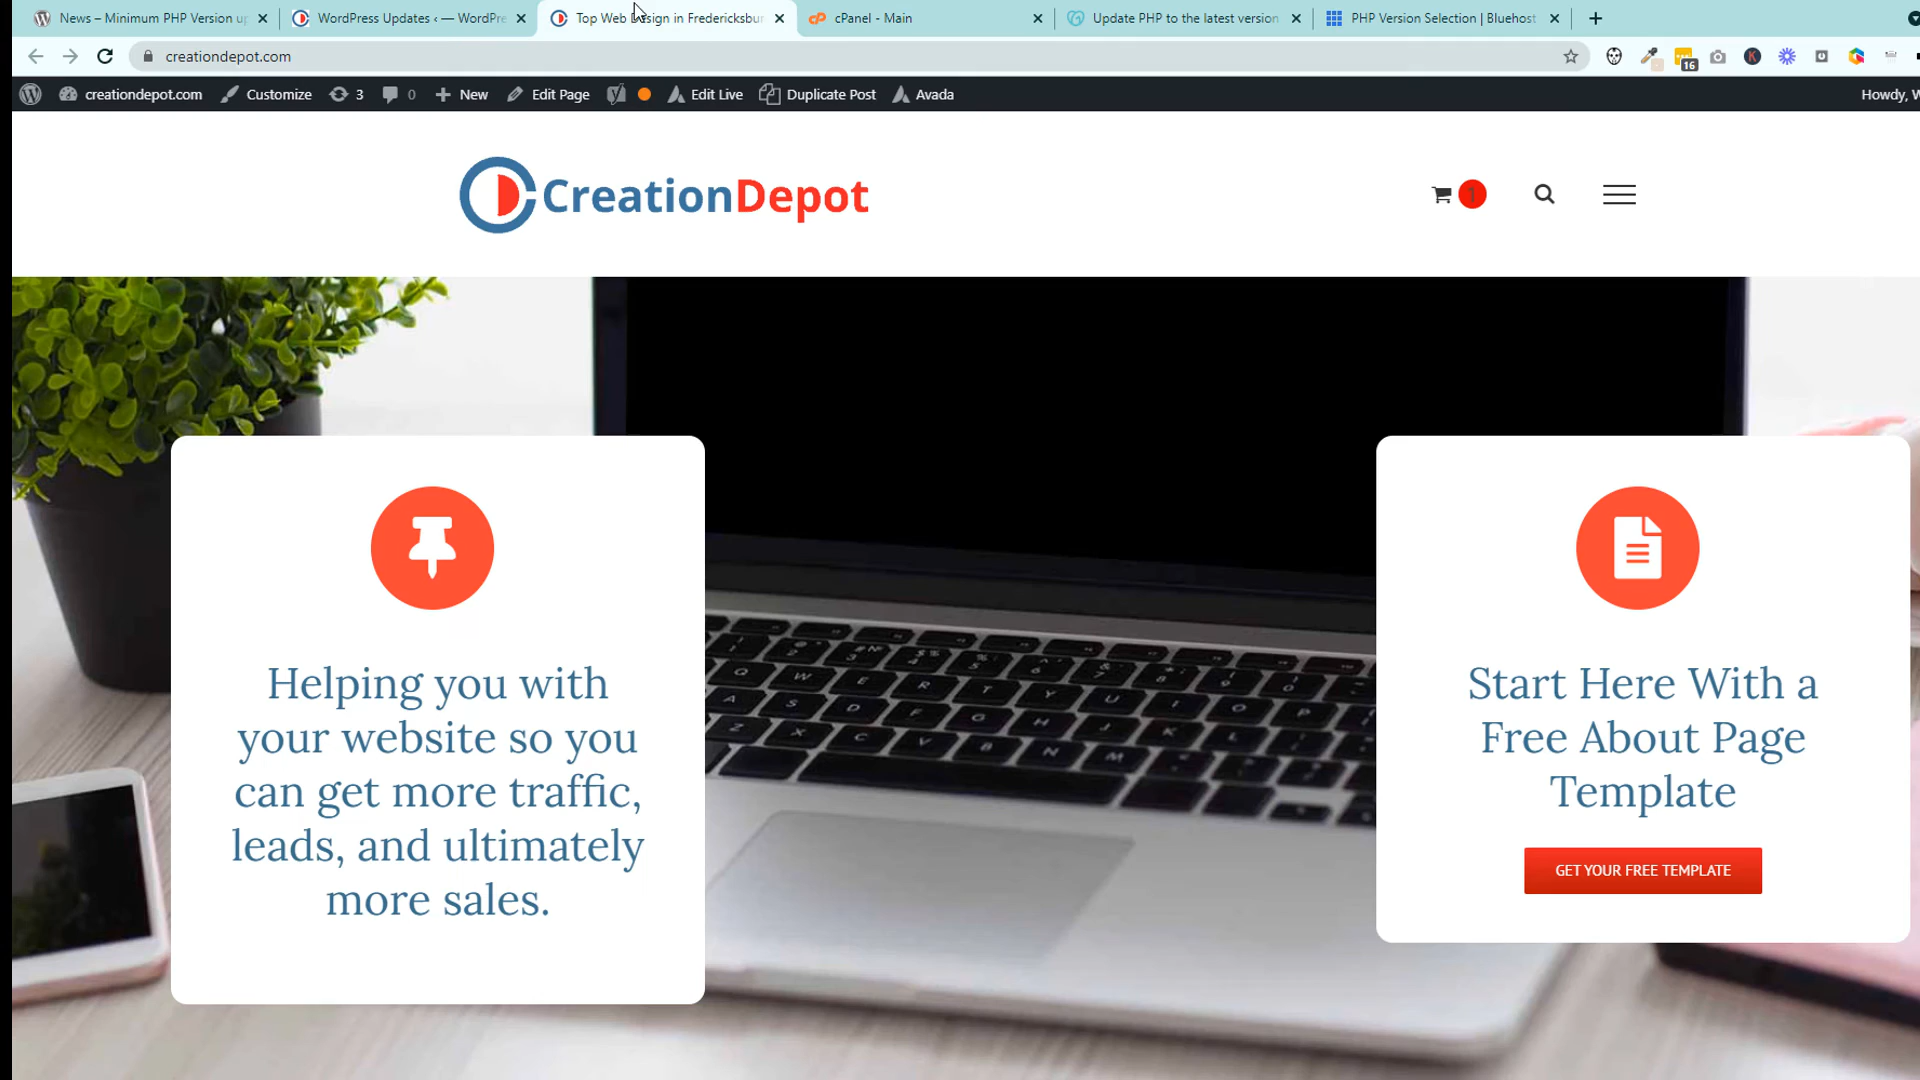 News – Minimum PHP Version up
WordPress Updates ‹ — WordPre
Top Web Design in Fredericksbur
cPanel - Main
Update PHP to the latest version
PHP Version Selection | Bluehost
creationdepot.com
16
creationdepot.com
Customize
3
0
New
Edit Page
Edit Live
Duplicate Post
Avada
Howdy, W
CreationDepot
1
Helping you with
your website so you
can get more traffic,
leads, and ultimately
more sales.
Start Here With a
Free About Page
Template
GET YOUR FREE TEMPLATE